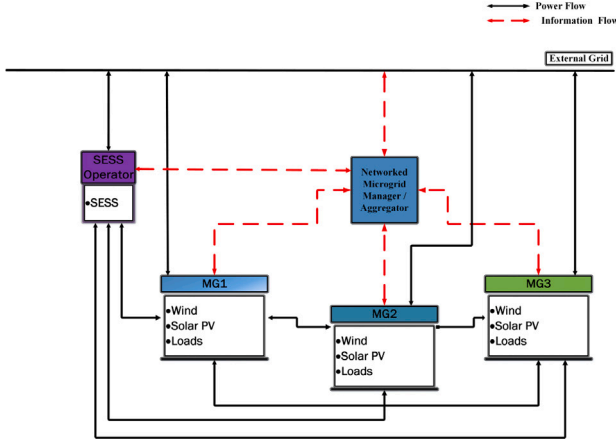 Power Flow
Information Flow
External Grid
SESS
Operator
•SESS
Networked
Microgrid
Manager /
Aggregator
MG1
•Wind
•Solar PV
•Loads
MG2
•Wind
•Solar PV
•Loads
MG3
•Wind
•Solar PV
•Loads